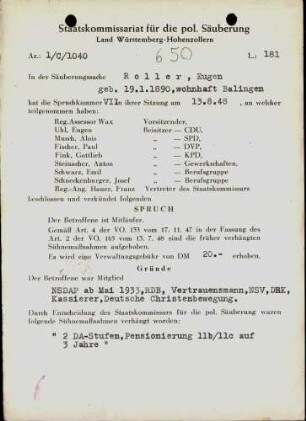 Staatskommissariat für die pol. Säuberung
Land Württemberg-Hohenzollern
Az.: 1/C/1040
650
L.: 181
In der Säuberungssache Roller, Eugen
geb. 19.1.1890, wohnhaft Balingen
hat die Spruchkammer VII in ihrer Sitzung am 13.8.48, an welcher
teilgenommen haben:
Reg.Assessor Wax Vorsitzender,
Uhl, Eugen Beisitzer — CDU,
Munk, Alois „ — SPD,
Fischer, Paul „ — DVP,
Fink, Gottlieb „ — KPD,
Steinacher, Anton „ — Gewerkschaften,
Schwarz, Emil „ — Berufsgruppe
Schneckenburger, Josef „ — Berufsgruppe
Reg.-Ang. Hauer, Franz Vertreter des Staatskommissars
beschlossen und verkündet folgenden
SPRUCH
Der Betroffene ist Mitläufer.
Gemäß Art. 4 der VO. 133 vom 17. 11. 47 in der Fassung des
Art. 2 der VO. 165 vom 13. 7. 48 sind die früher verhängten
Sühnemaßnahmen aufgehoben.
Es wird eine Verwaltungsgebühr von DM 20.- erhoben.
Gründe
Der Betroffene war Mitglied
NSDAP ab Mai 1933, RDB, Vertrauensmann, NSV, DRK,
Kassierer, Deutsche Christenbewegung.
Durch Entscheidung des Staatskommissars für die pol. Säuberung waren
folgende Sühnemaßnahmen verhängt worden:
" 2 DA-Stufen, Pensionierung 11b/11c auf
3 Jahre "